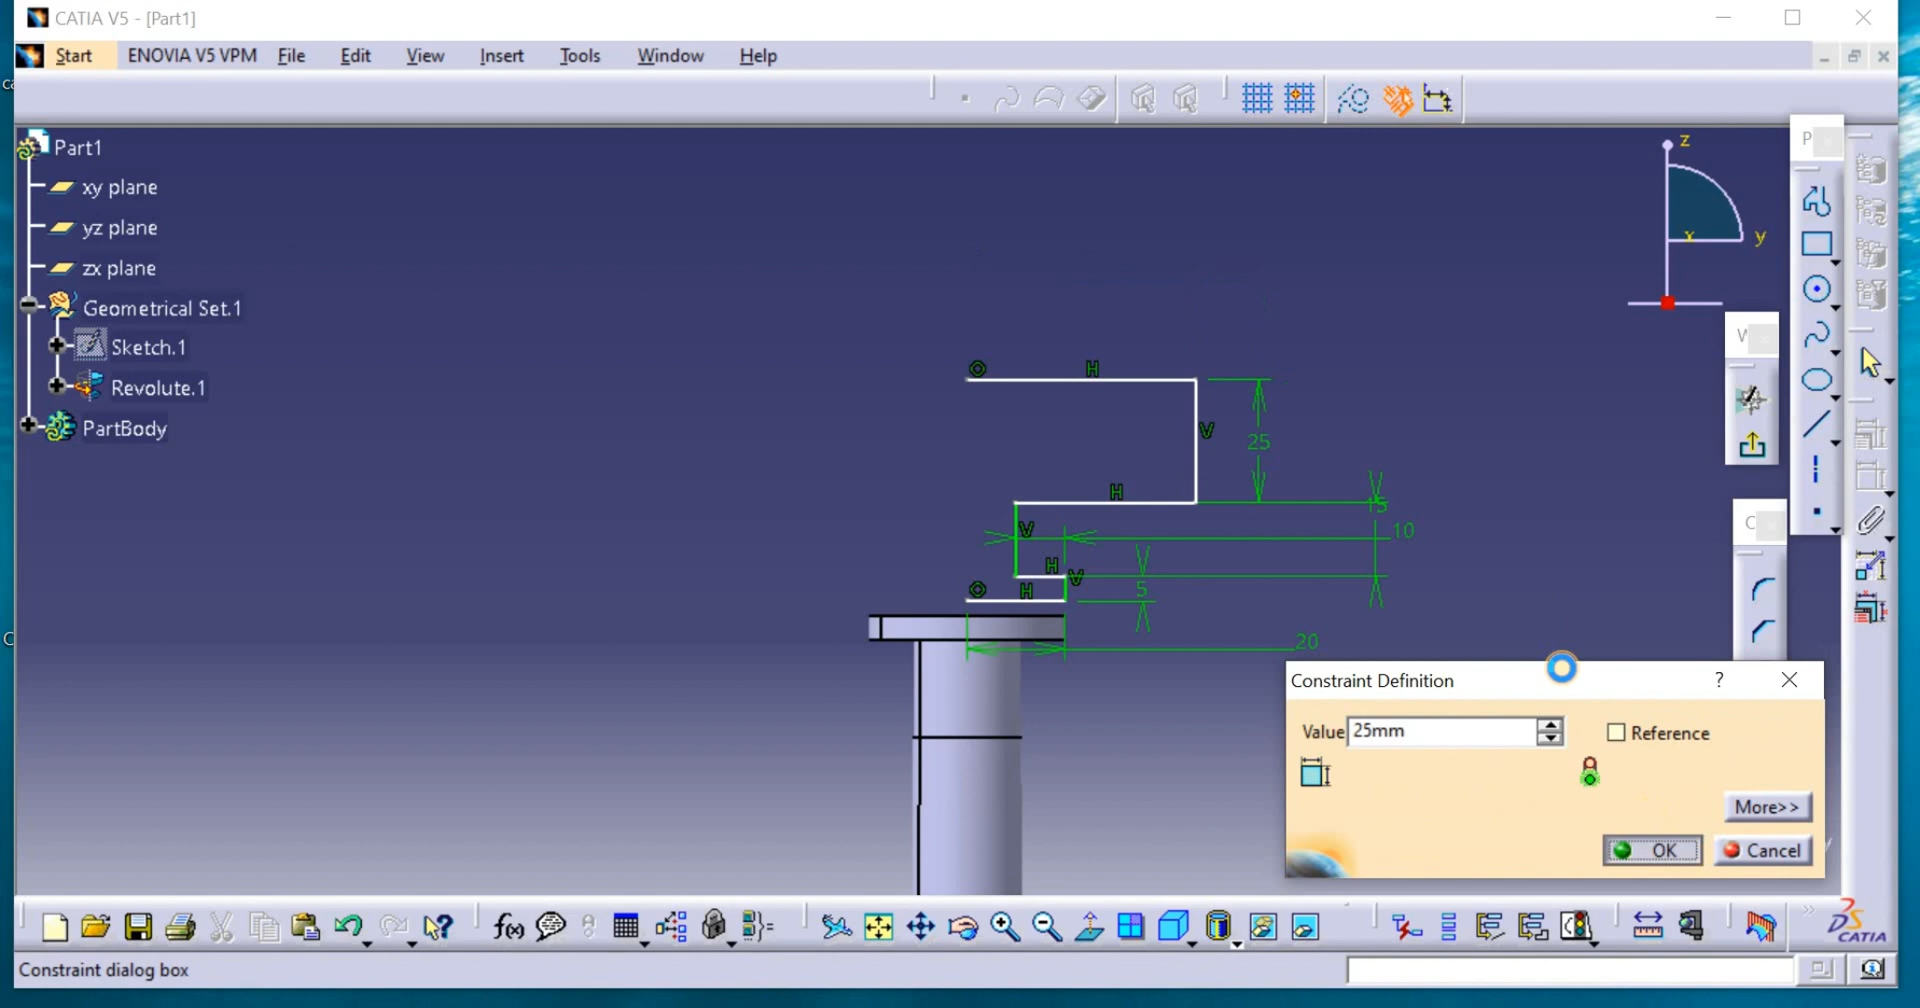 CATIA V5 - [Part1]
Start ENOVIA V5 VPM File Edit View Insert Tools Window Help
Part1
xy plane
yz plane
zx plane
Geometrical Set.1
Sketch.1
Revolute.1
PartBody
z
x
y
P
W
C
H
V
25
H
15
V
10
H
V
5
H
20
Constraint Definition ?
Value 25mm
Reference
More>>
OK
Cancel
f(x)
CATIA
Constraint dialog box